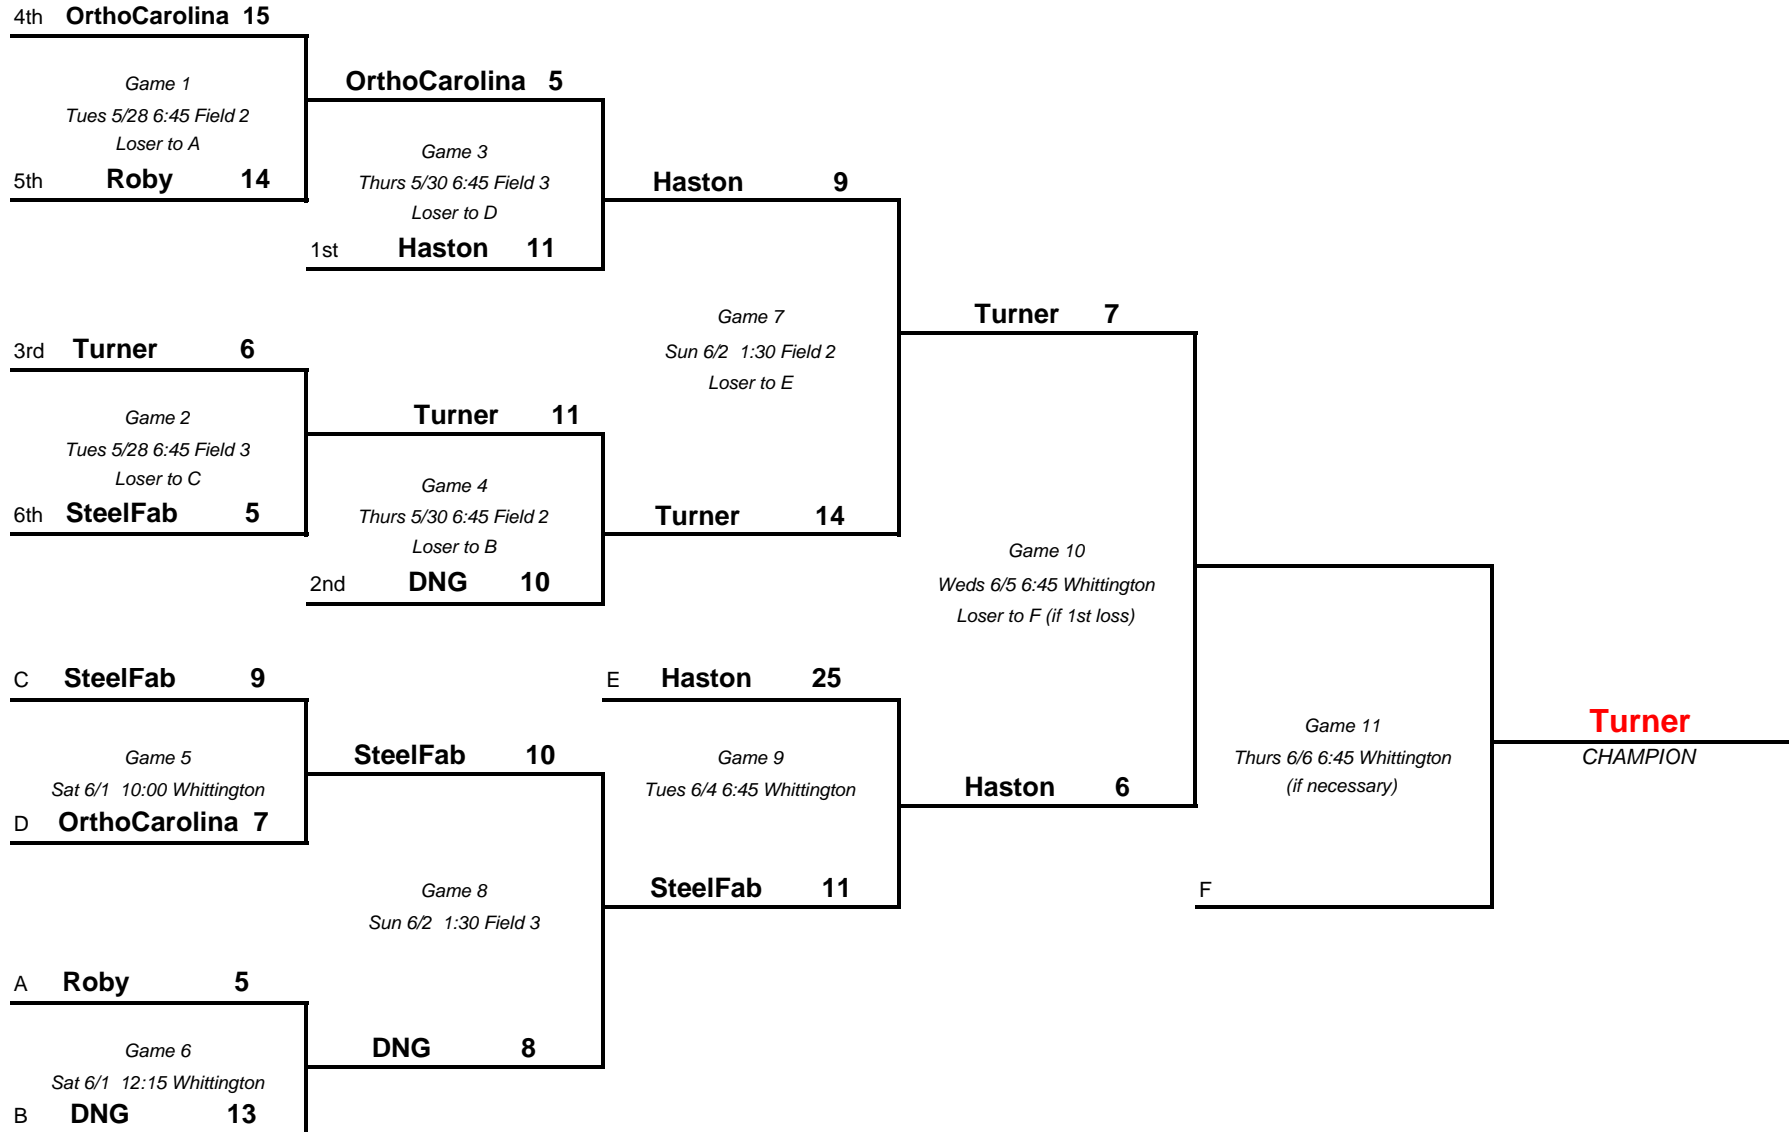 4th OrthoCarolina 15
Game 1
Tues 5/28 6:45 Field 2
Loser to A
5th Roby 14
OrthoCarolina 5
Game 3
Thurs 5/30 6:45 Field 3
Loser to D
1st Haston 11
Haston 9
Game 7
Sun 6/2 1:30 Field 2
Loser to E
3rd Turner 6
Game 2
Tues 5/28 6:45 Field 3
Loser to C
6th SteelFab 5
Turner 11
Game 4
Thurs 5/30 6:45 Field 2
Loser to B
2nd DNG 10
Turner 14
Turner 7
Game 10
Weds 6/5 6:45 Whittington
Loser to F (if 1st loss)
C SteelFab 9
Game 5
Sat 6/1 10:00 Whittington
D OrthoCarolina 7
SteelFab 10
Game 8
Sun 6/2 1:30 Field 3
E Haston 25
Game 9
Tues 6/4 6:45 Whittington
SteelFab 11
Haston 6
Game 11
Thurs 6/6 6:45 Whittington
(if necessary)
F
Turner
CHAMPION
A Roby 5
Game 6
Sat 6/1 12:15 Whittington
B DNG 13
DNG 8